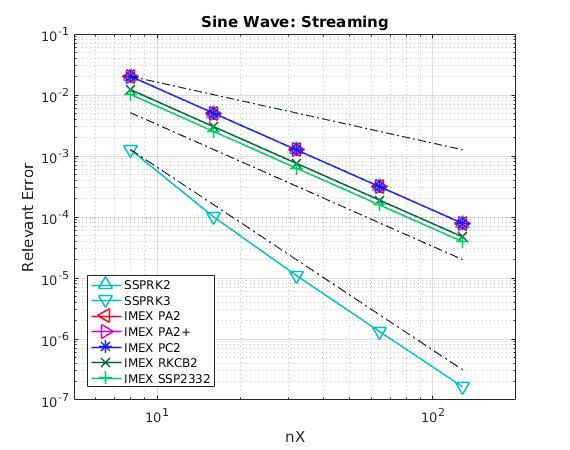 Sine Wave: Streaming
Relevant Error
10^-1
10^-2
10^-3
10^-4
10^-5
10^-6
10^-7
SSPRK2
SSPRK3
IMEX PA2
IMEX PA2+
IMEX PC2
IMEX RKCB2
IMEX SSP2332
10^1
10^2
nX